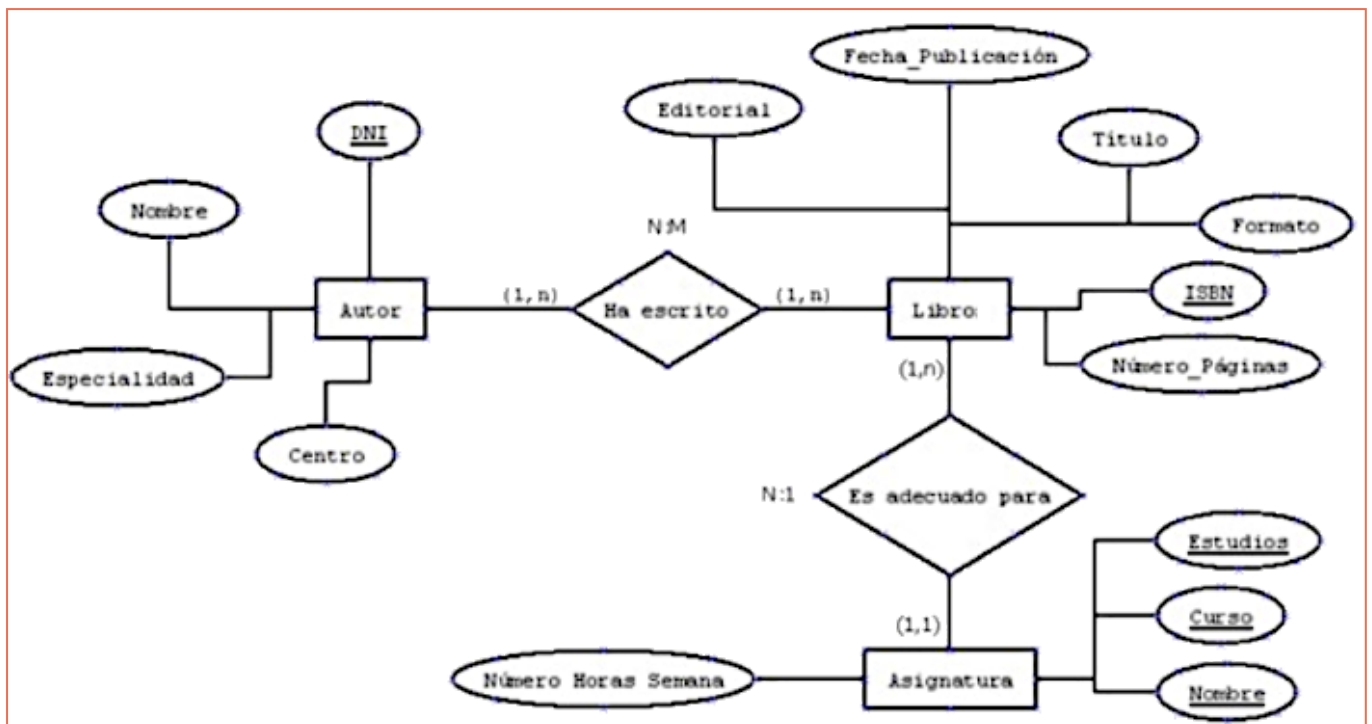 Fecha_Publicación
Editorial
DNI
Título
Nombre
Formato
N:M
ISBN
(1,n)
(1,n)
Autor
Ha escrito
Libro
Número_Páginas
Especialidad
(1,n)
Centro
N:1
Es adecuado para
Estudios
Curso
(1,1)
Número Horas Semana
Asignatura
Nombre